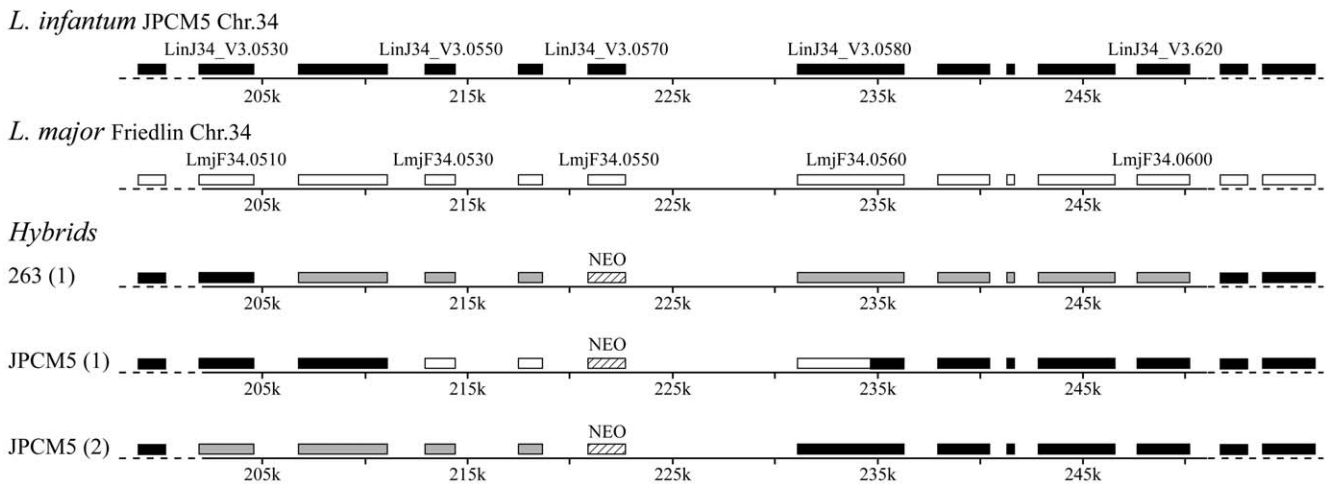 L. infantum JPCM5 Chr.34
LinJ34_V3.0530 LinJ34_V3.0550 LinJ34_V3.0570 LinJ34_V3.0580 LinJ34_V3.620
205k 215k 225k 235k 245k
L. major Friedlin Chr.34
LmjF34.0510 LmjF34.0530 LmjF34.0550 LmjF34.0560 LmjF34.0600
205k 215k 225k 235k 245k
Hybrids
NEO
263 (1)
205k 215k 225k 235k 245k
NEO
JPCM5 (1)
205k 215k 225k 235k 245k
NEO
JPCM5 (2)
205k 215k 225k 235k 245k